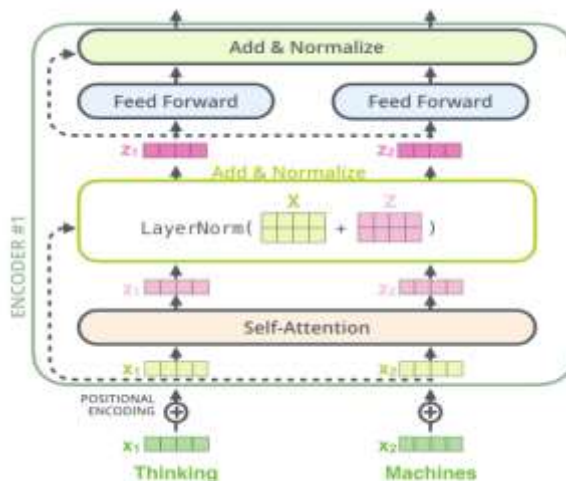 Add & Normalize
Feed Forward Feed Forward
z₁ z₂
Add & Normalize
X Z
LayerNorm( + )
z₁ z₂
Self-Attention
x₁ x₂
ENCODER #1
POSITIONAL
ENCODING
x₁ x₂
Thinking Machines